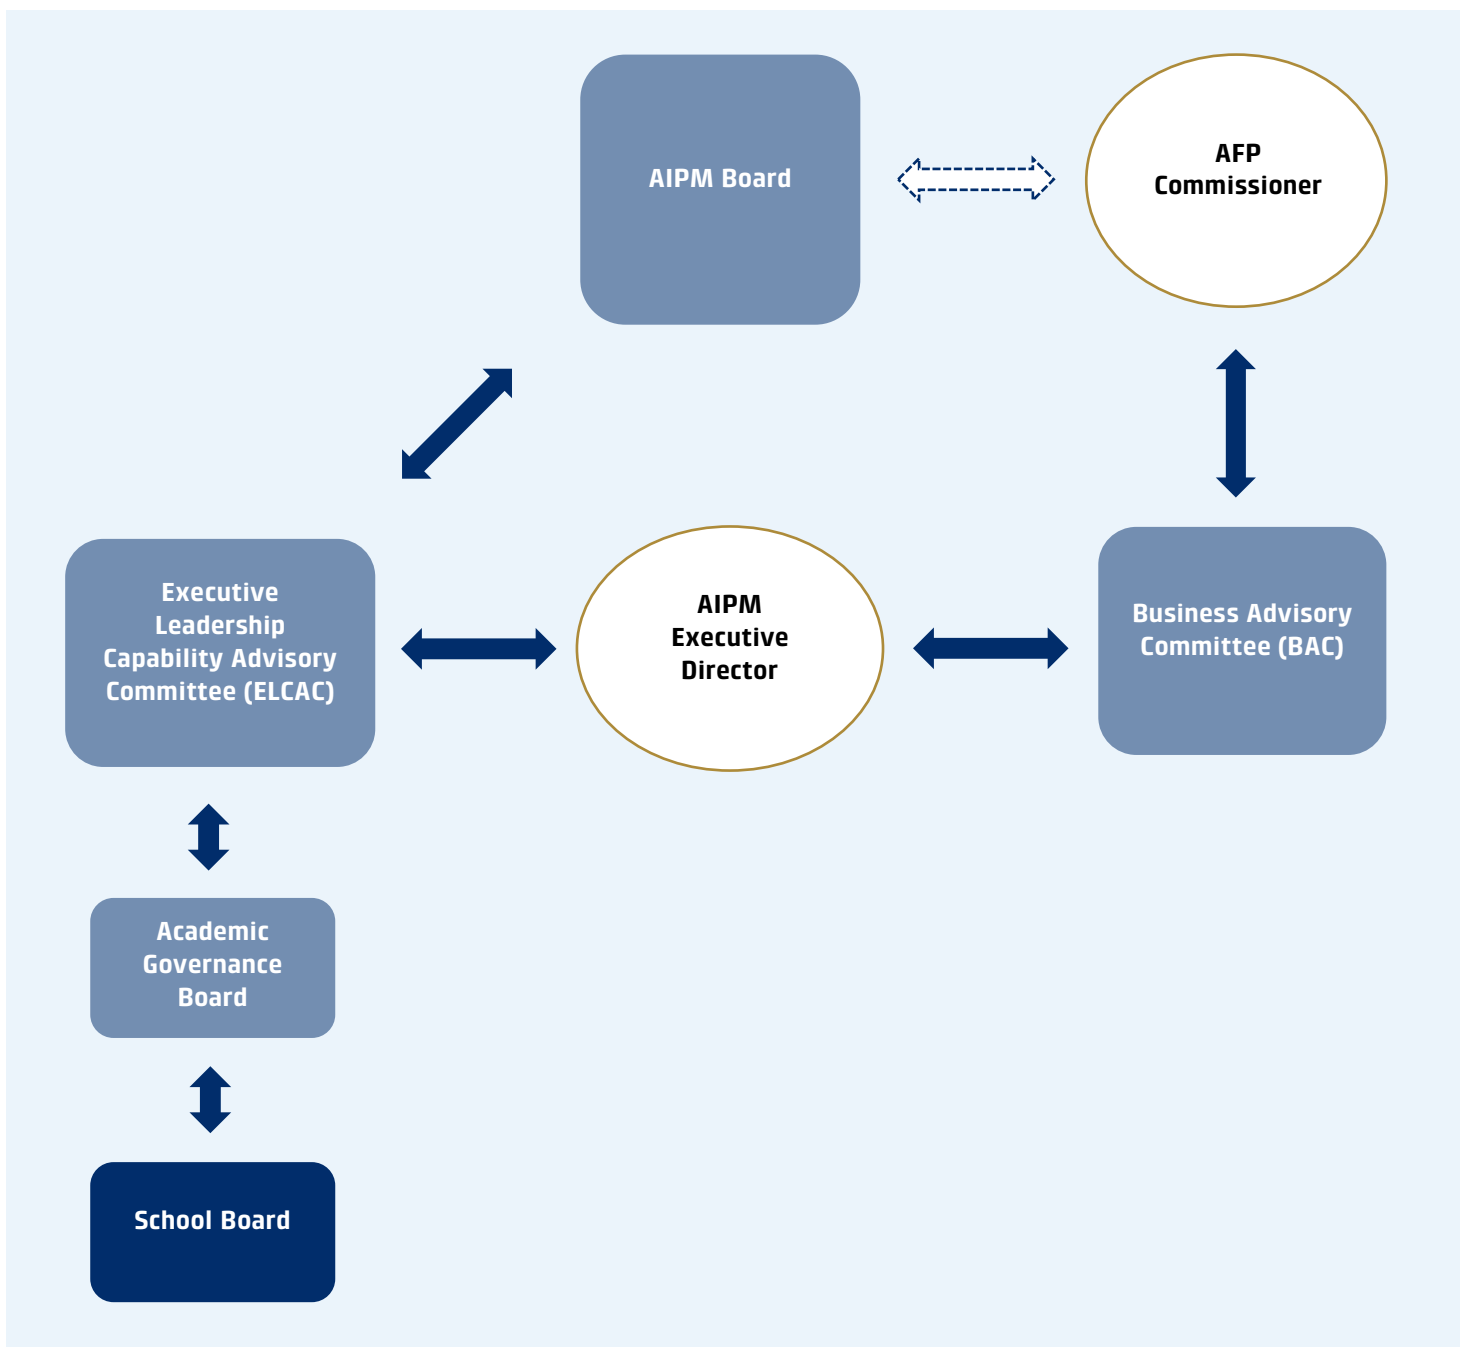 AIPM Board
AFP
Commissioner
Executive
Leadership
Capability Advisory
Committee (ELCAC)
AIPM
Executive
Director
Business Advisory
Committee (BAC)
Academic
Governance
Board
School Board